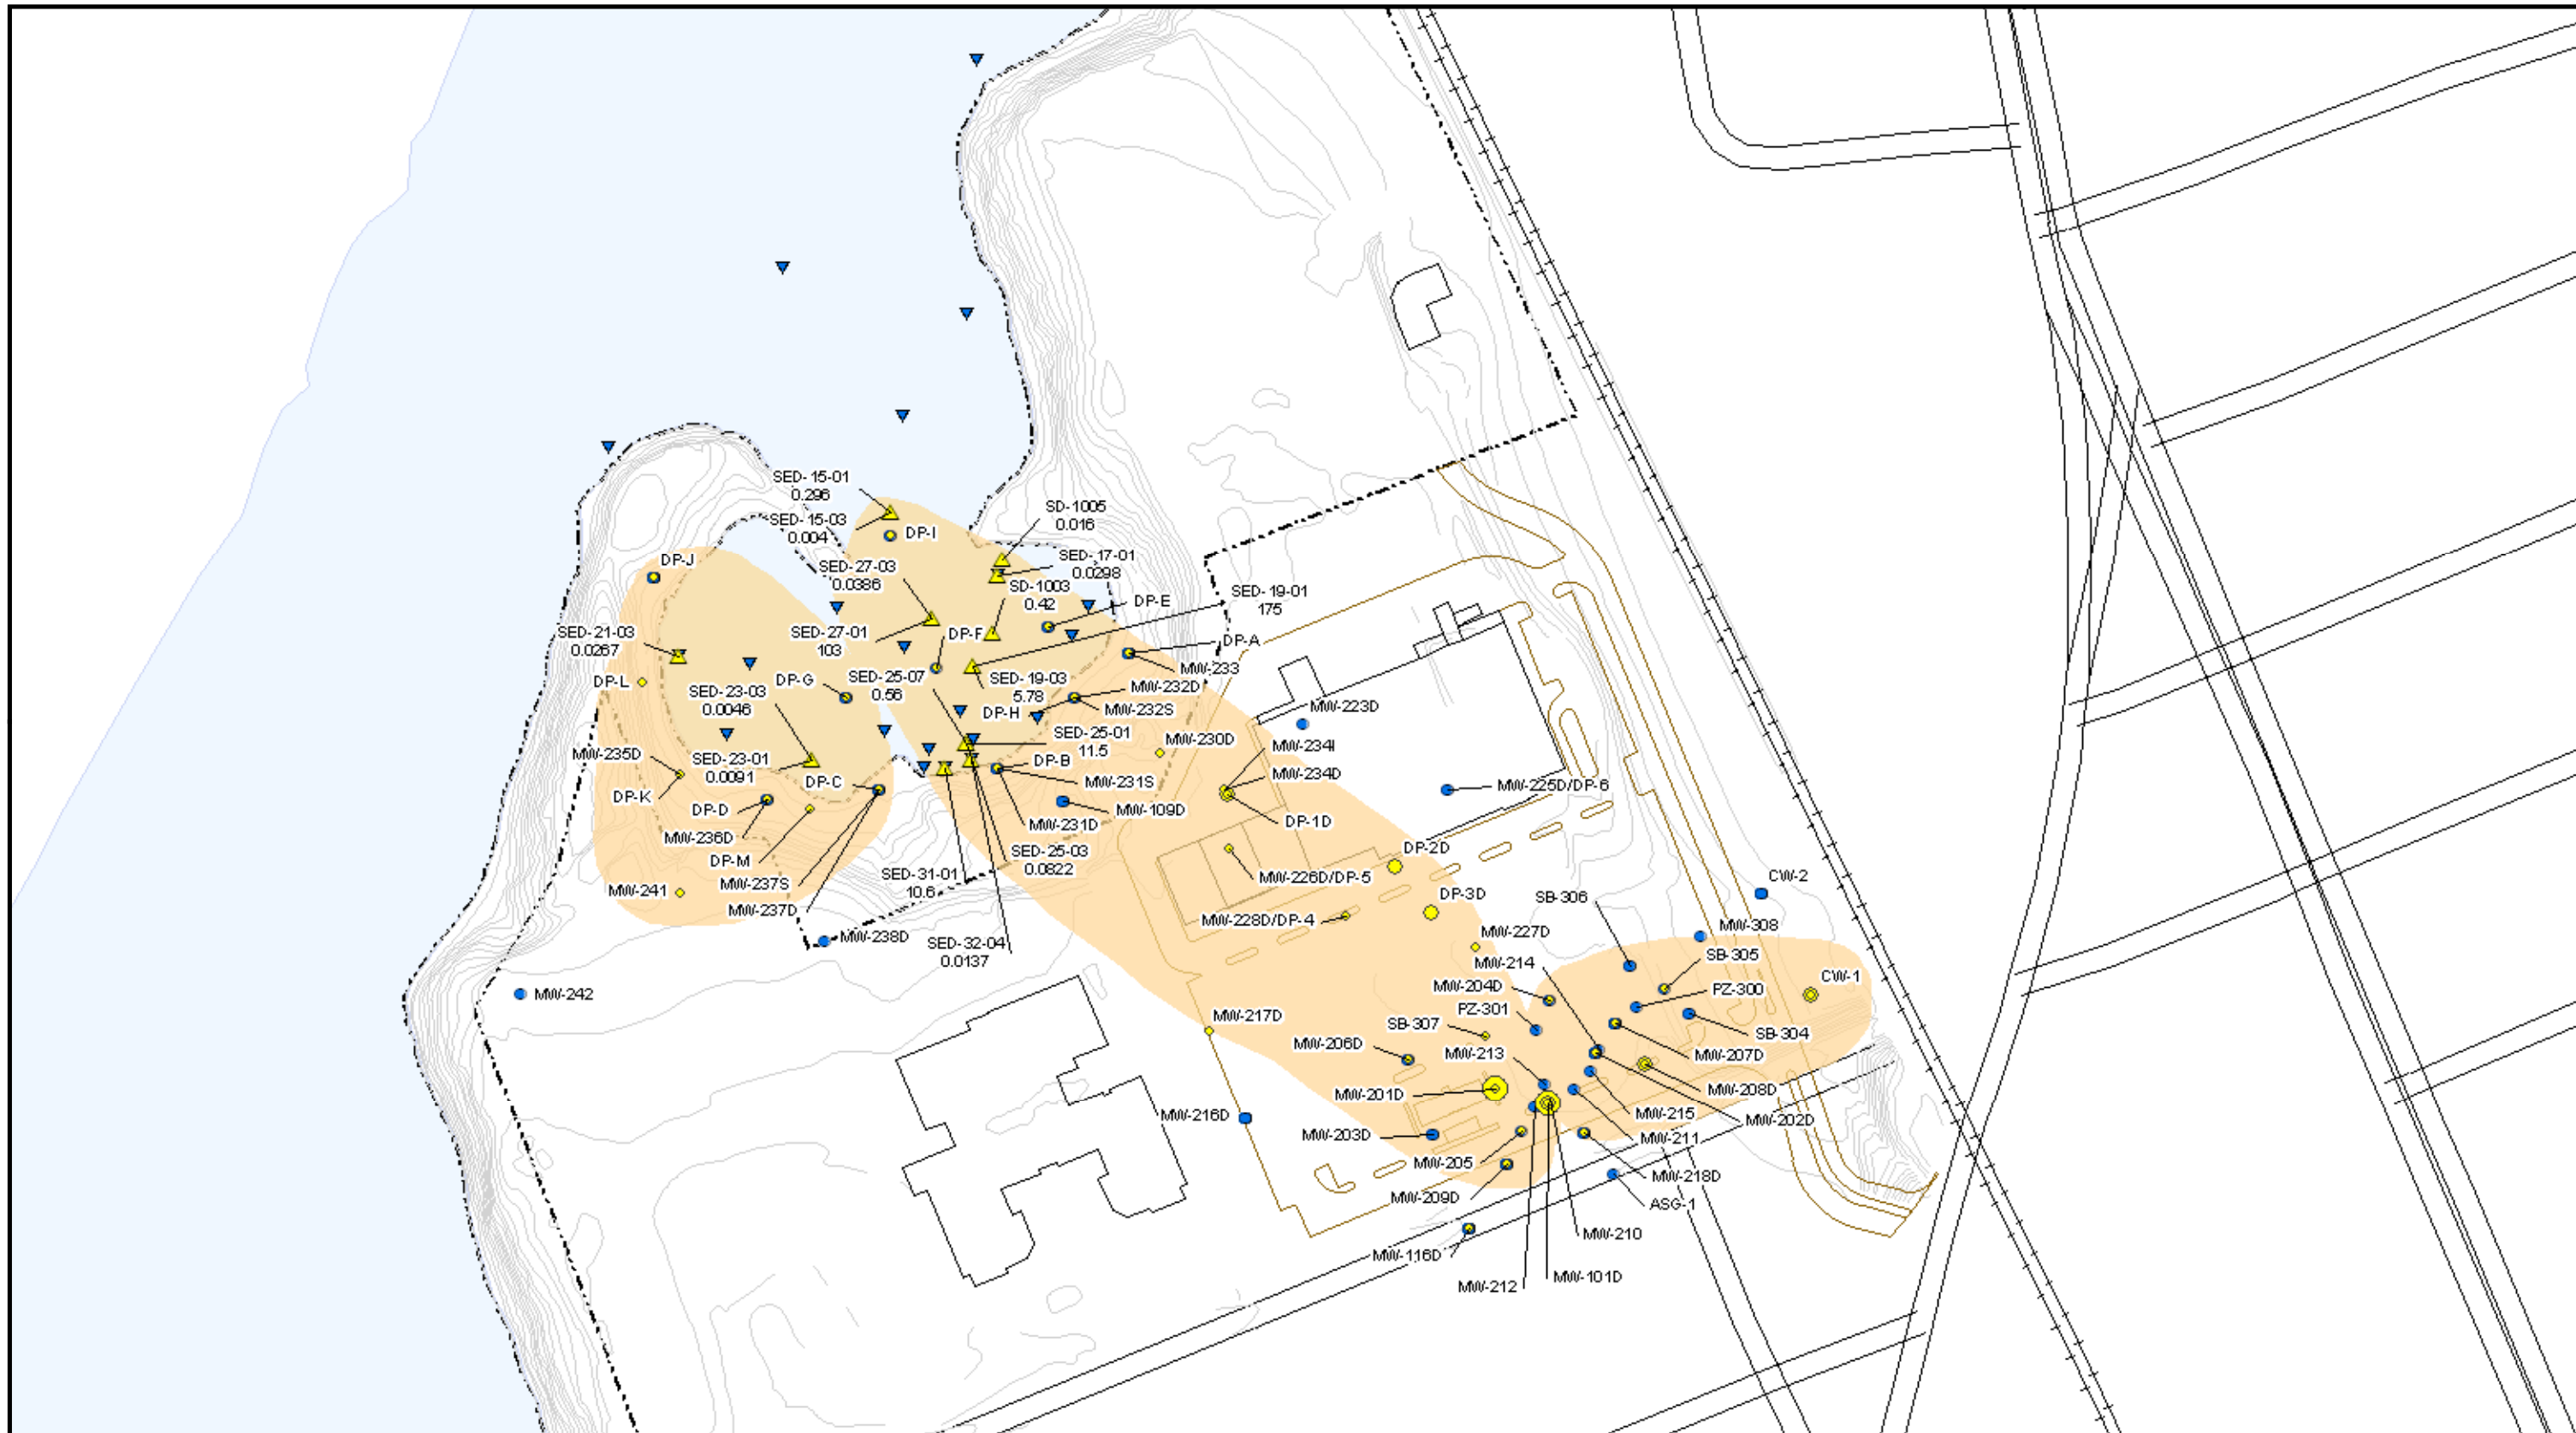 SED-15-01
0.296
SED-15-03
0.004
DP-I
SD-1005
0.016
SED-17-01
0.0298
SED-27-03
0.0386
SD-1003
0.42
DP-J
SED-19-01
175
DP-E
SED-27-01
103
DP-F
SED-21-03
0.0267
DP-A
MW-233
DP-L
DP-G
SED-25-07
0.56
SED-19-03
5.78
MW-232D
MW-232S
SED-23-03
0.0046
DP-H
MW-223D
SED-25-01
11.5
MW-230D
MW-234I
MW-234D
MW-235D
SED-23-01
0.0091
DP-B
MW-231S
DP-C
DP-K
DP-D
MW-225D/DP-6
MW-109D
MW-231D
DP-1D
MW-236D
DP-M
SED-25-03
0.0822
DP-2D
MW-237S
SED-31-01
10.6
MW-226D/DP-5
CW-2
MW-241
MW-237D
SB-306
DP-3D
MW-228D/DP-4
MW-308
MW-238D
SED-32-04
0.0137
MW-227D
MW-214
SB-305
CW-1
MW-204D
PZ-300
MW-242
PZ-301
MW-217D
SB-307
SB-304
MW-206D
MW-213
MW-207D
MW-201D
MW-208D
MW-216D
MW-215
MW-202D
MW-203D
MW-211
MW-205
MW-218D
MW-209D
ASG-1
MW-210
MW-116D
MW-101D
MW-212